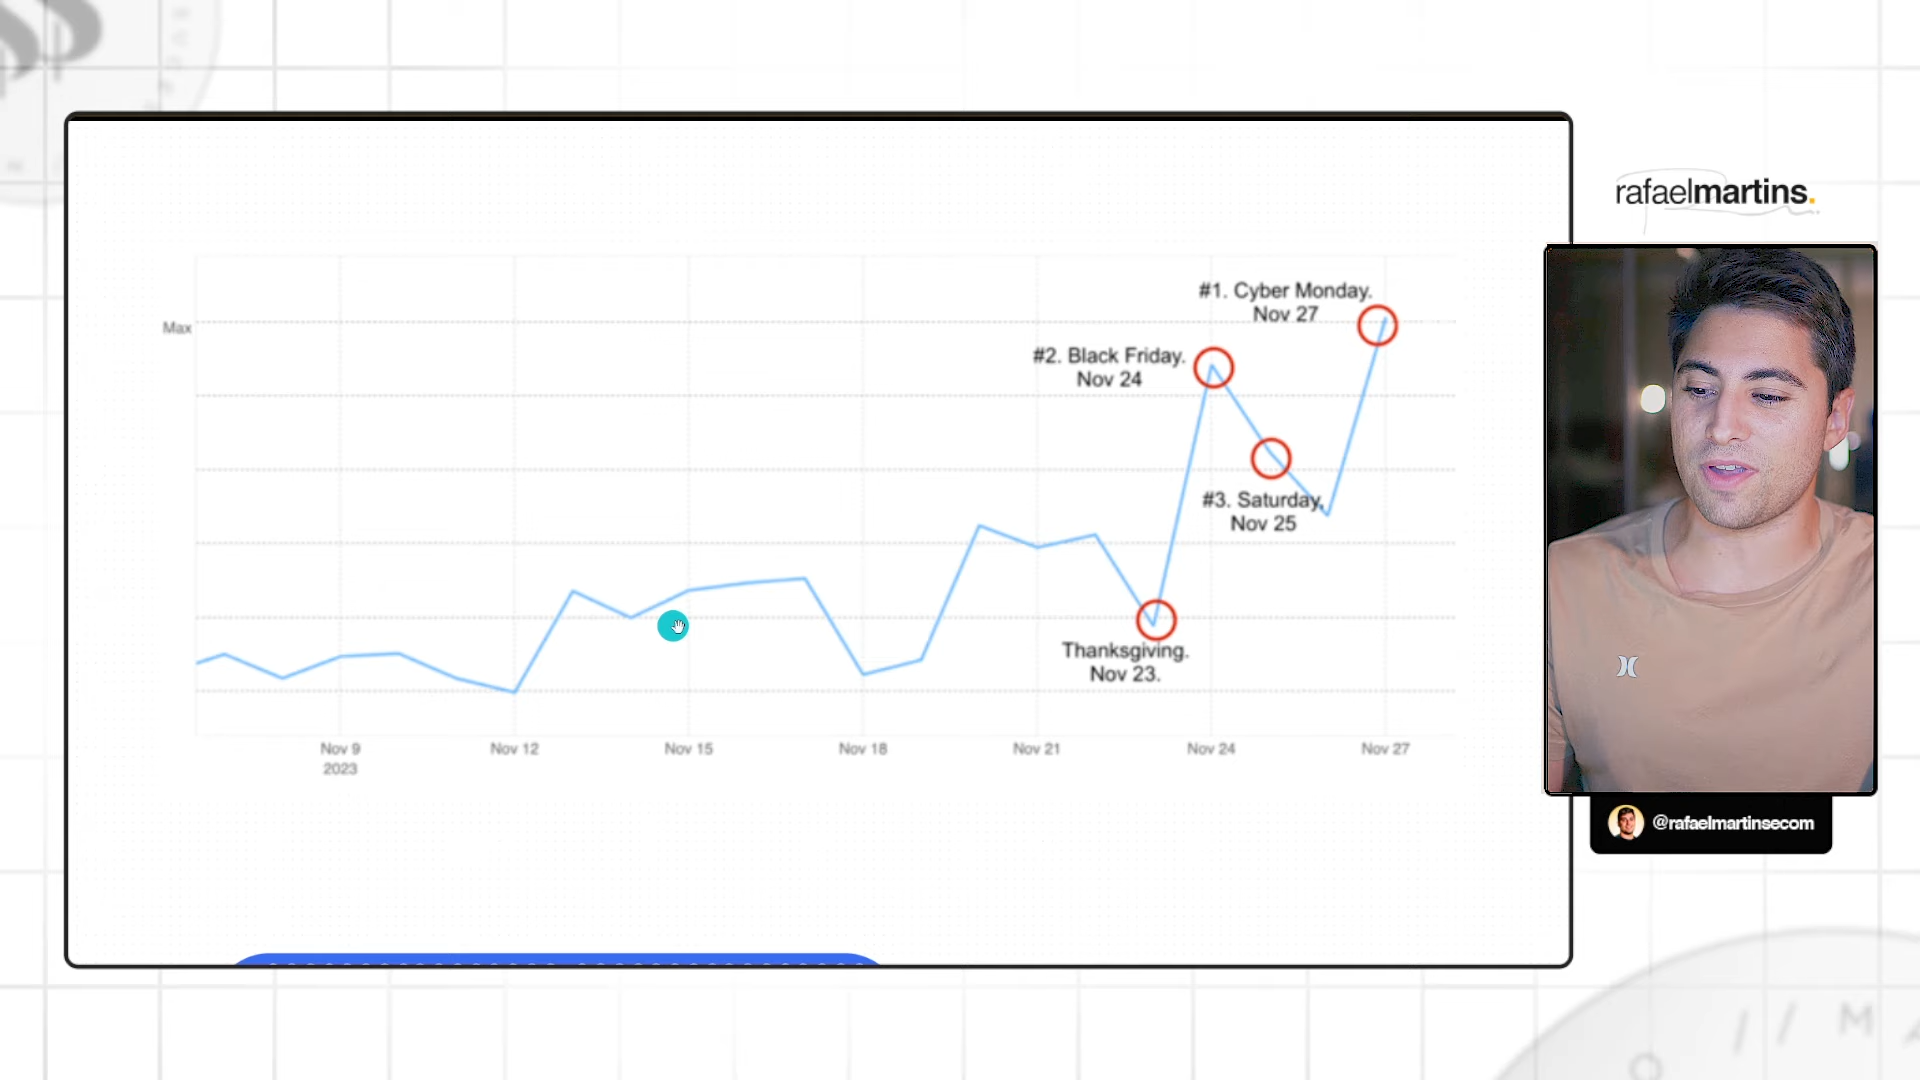 rafaelmartins.
#1. Cyber Monday.
Nov 27
Max
#2. Black Friday.
Nov 24
#3. Saturday,
Nov 25
Thanksgiving.
Nov 23.
Nov 9
2023
Nov 12
Nov 15
Nov 18
Nov 21
Nov 24
Nov 27
@rafaelmartinsecom
// M A